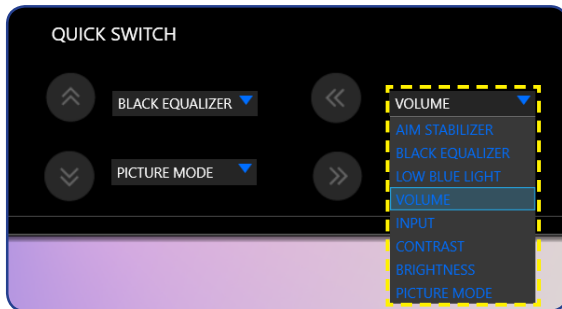 QUICK SWITCH
BLACK EQUALIZER
PICTURE MODE
VOLUME
AIM STABILIZER
BLACK EQUALIZER
LOW BLUE LIGHT
VOLUME
INPUT
CONTRAST
BRIGHTNESS
PICTURE MODE